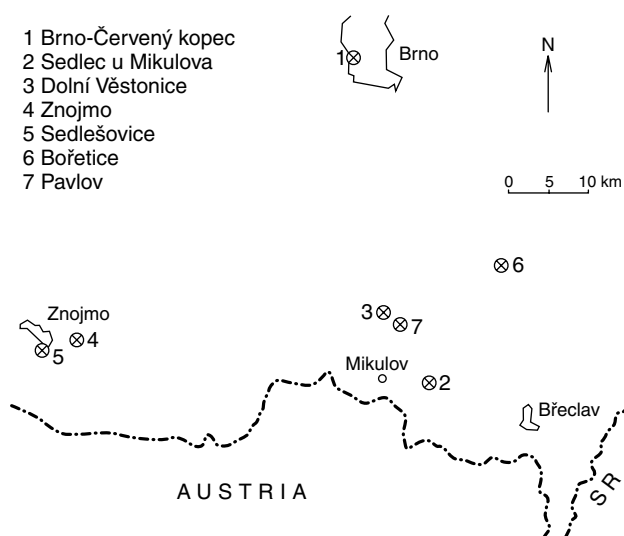 1 Brno-Červený kopec
2 Sedlec u Mikulova
3 Dolní Věstonice
4 Znojmo
5 Sedlešovice
6 Bořetice
7 Pavlov
1
Brno
N
0 5 10 km
6
3
7
Znojmo
4
5
Mikulov
2
Břeclav
AUSTRIA
SR